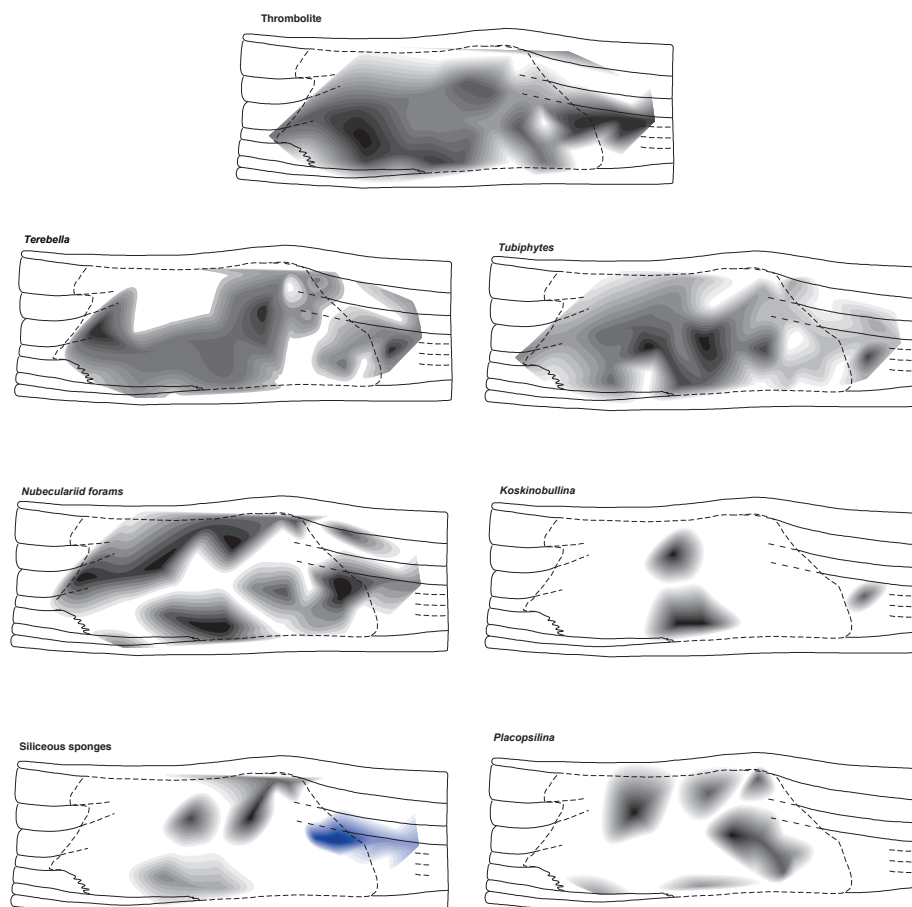 Thrombolite
Terebella
Tubiphytes
Nubeculariid forams
Koskinobullina
Siliceous sponges
Placopsilina